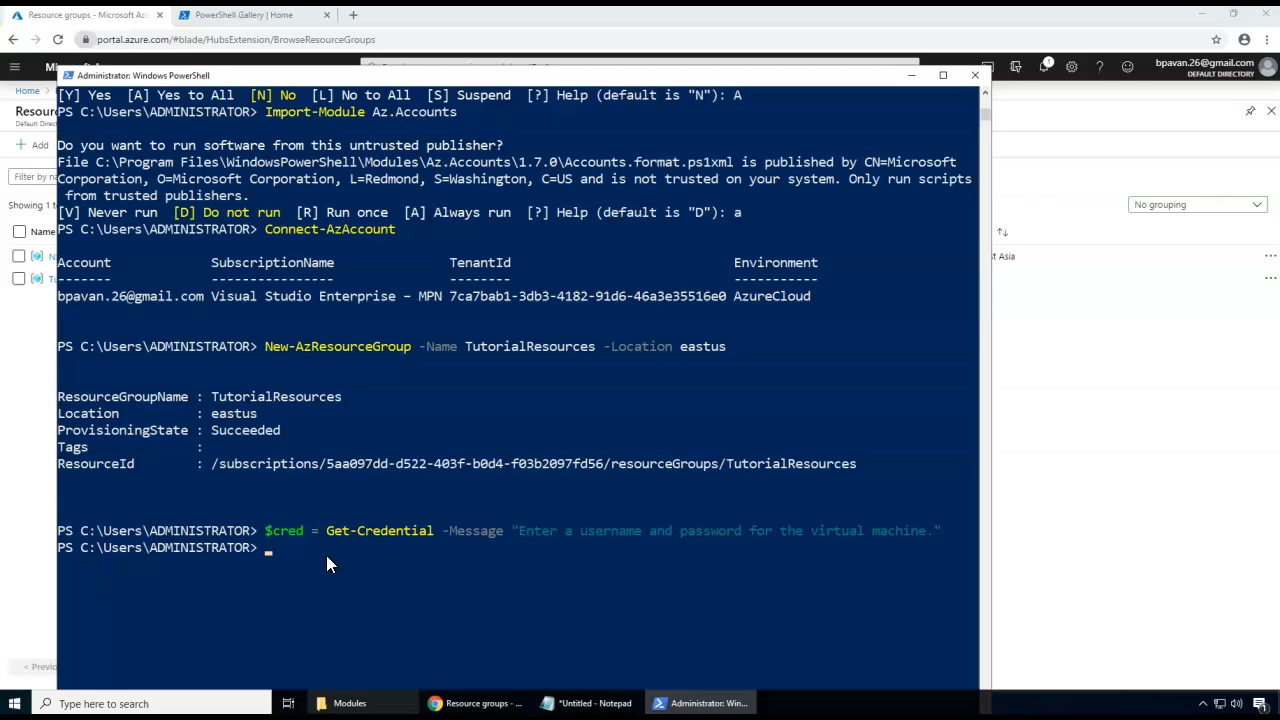 Resource groups - Microsoft Az
PowerShell Gallery | Home
portal.azure.com/#blade/HubsExtension/BrowseResourceGroups
bpavan.26@gmail.com
DEFAULT DIRECTORY
Administrator: Windows PowerShell
Home
Resour
Default Direc
Add
Filter by na
Showing 1 t
No grouping
Name
t Asia
[Y] Yes  [A] Yes to All  [N] No  [L] No to All  [S] Suspend  [?] Help (default is "N"): A
PS C:\Users\ADMINISTRATOR> Import-Module Az.Accounts
Do you want to run software from this untrusted publisher?
File C:\Program Files\WindowsPowerShell\Modules\Az.Accounts\1.7.0\Accounts.format.ps1xml is published by CN=Microsoft
Corporation, O=Microsoft Corporation, L=Redmond, S=Washington, C=US and is not trusted on your system. Only run scripts
from trusted publishers.
[V] Never run  [D] Do not run  [R] Run once  [A] Always run  [?] Help (default is "D"): a
PS C:\Users\ADMINISTRATOR> Connect-AzAccount
Account SubscriptionName TenantId Environment
------- ---------------- -------- -----------
bpavan.26@gmail.com Visual Studio Enterprise – MPN 7ca7bab1-3db3-4182-91d6-46a3e35516e0 AzureCloud
PS C:\Users\ADMINISTRATOR> New-AzResourceGroup -Name TutorialResources -Location eastus
ResourceGroupName : TutorialResources
Location : eastus
ProvisioningState : Succeeded
Tags :
ResourceId : /subscriptions/5aa097dd-d522-403f-b0d4-f03b2097fd56/resourceGroups/TutorialResources
PS C:\Users\ADMINISTRATOR> $cred = Get-Credential -Message "Enter a username and password for the virtual machine."
PS C:\Users\ADMINISTRATOR>
< Previo
Type here to search
Modules
Resource groups - ...
*Untitled - Notepad
Administrator: Win...